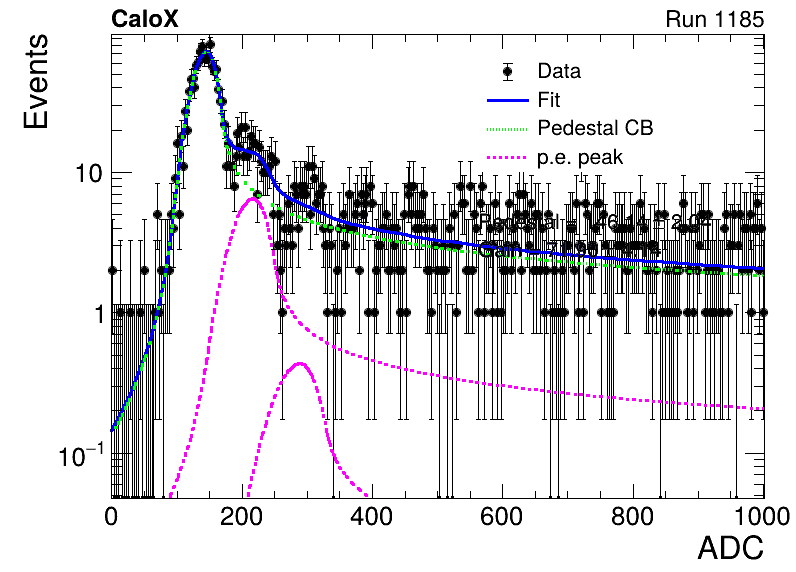 CaloX Run 1185
Events
Data
Fit
Pedestal CB
p.e. peak
10
1
10⁻¹
0 200 400 600 800 1000
ADC